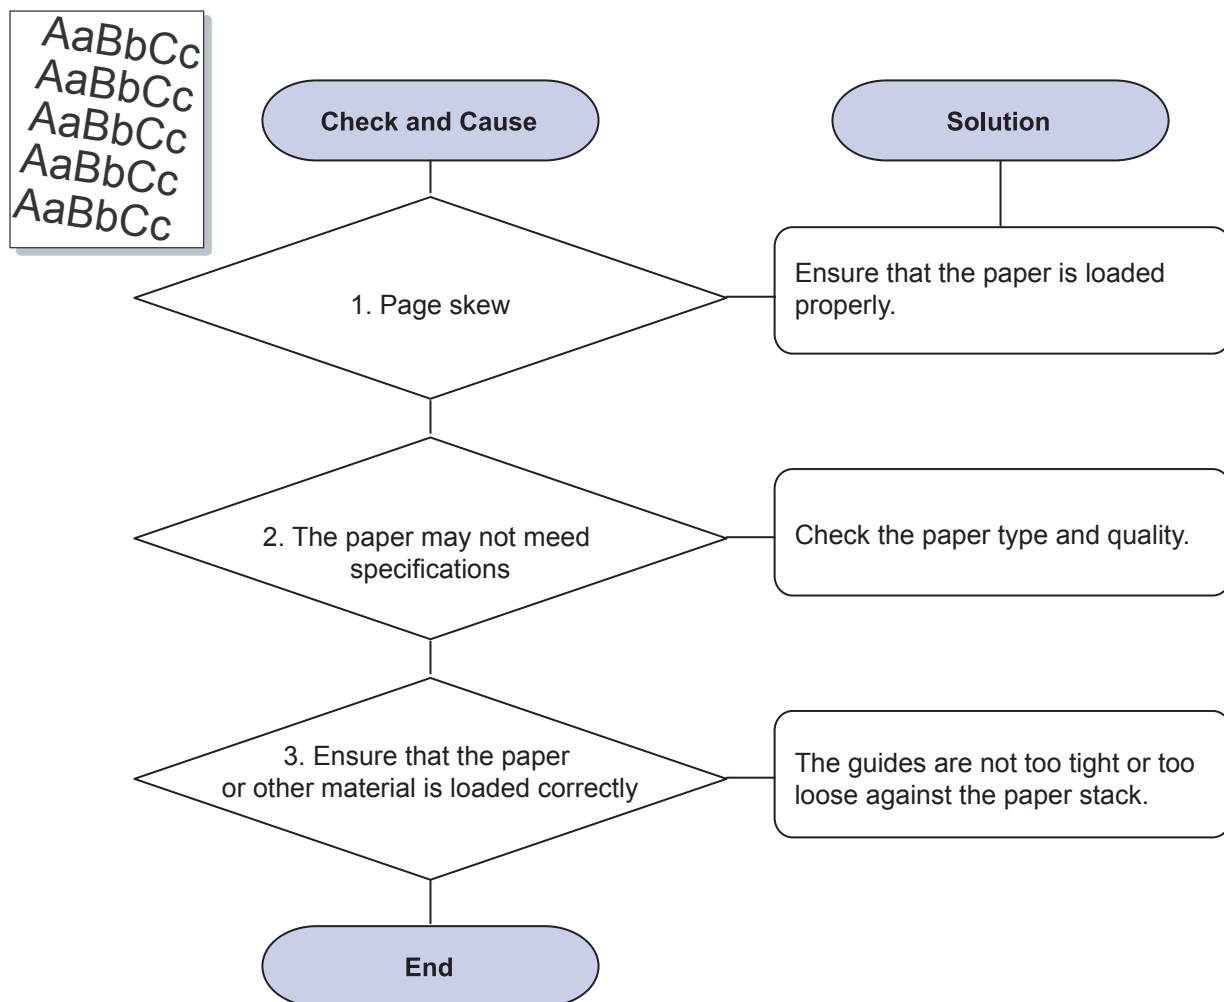 AaBbCc
AaBbCc
AaBbCc
AaBbCc
AaBbCc
Check and Cause
Solution
1. Page skew
Ensure that the paper is loaded
properly.
2. The paper may not meed
specifications
Check the paper type and quality.
3. Ensure that the paper
or other material is loaded correctly
The guides are not too tight or too
loose against the paper stack.
End